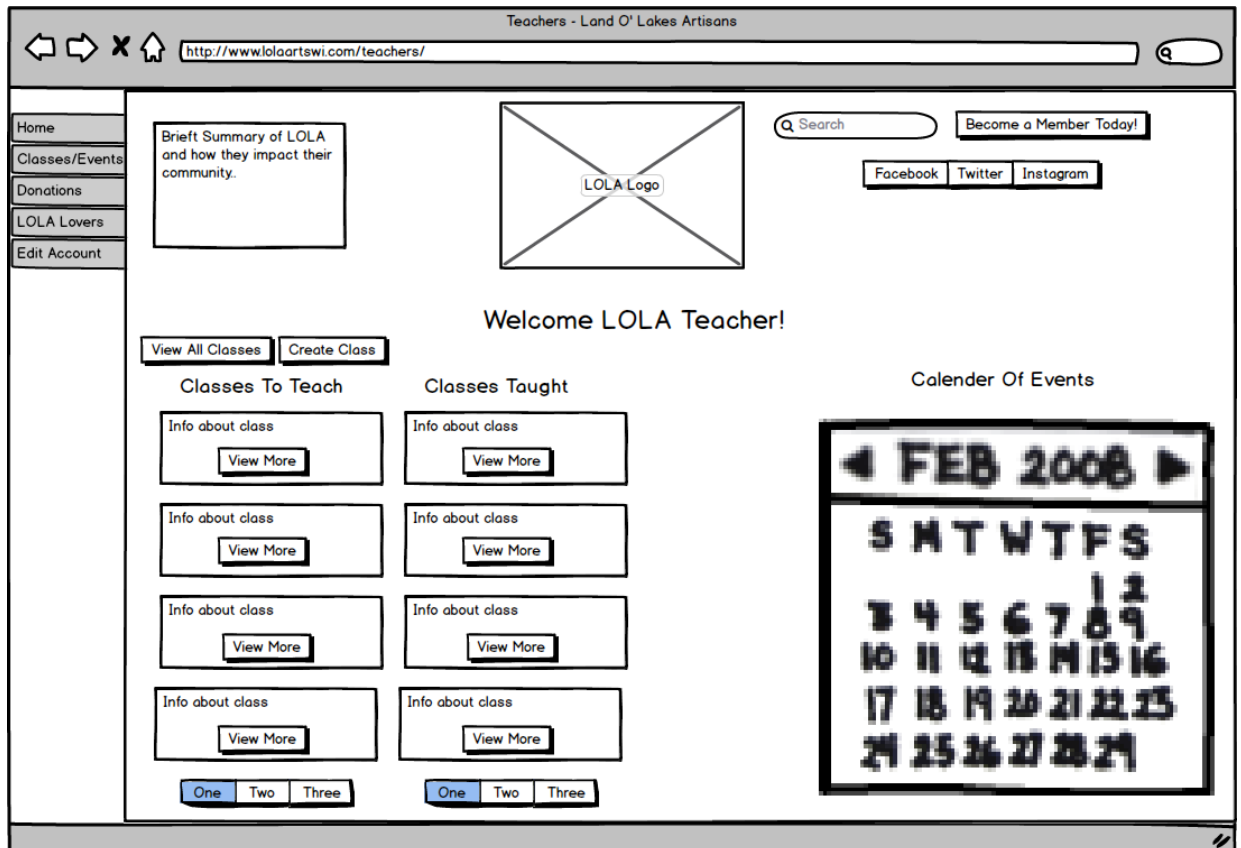 Teachers - Land O' Lakes Artisans
http://www.lolaartswi.com/teachers/
Home
Classes/Events
Donations
LOLA Lovers
Edit Account
Brieft Summary of LOLA
and how they impact their
community..
LOLA Logo
Search
Become a Member Today!
Facebook Twitter Instagram
Welcome LOLA Teacher!
View All Classes Create Class
Classes To Teach
Info about class
View More
Info about class
View More
Info about class
View More
Info about class
View More
One Two Three
Classes Taught
Info about class
View More
Info about class
View More
Info about class
View More
Info about class
View More
One Two Three
Calender Of Events
FEB 2008
S M T W T F S
1 2
3 4 5 6 7 8 9
10 11 12 13 14 15 16
17 18 19 20 21 22 23
24 25 26 27 28 29